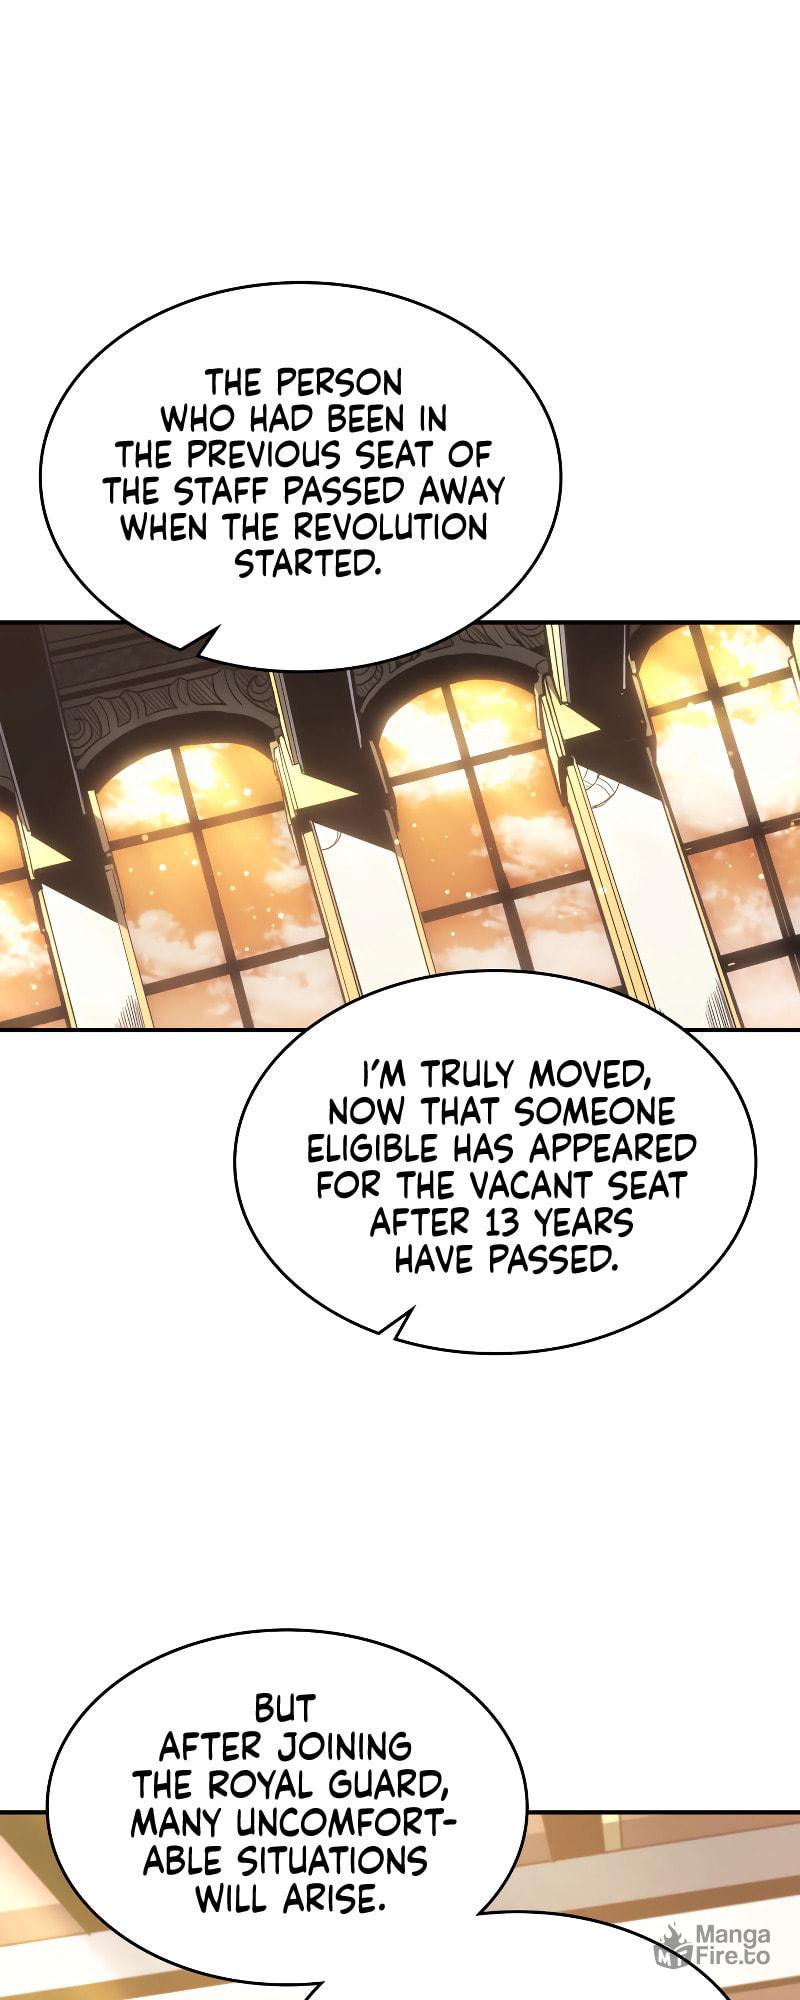 THE PERSON
WHO HAD BEEN IN
THE PREVIOUS SEAT OF
THE STAFF PASSED AWAY
WHEN THE REVOLUTION
STARTED.
I'M TRULY MOVED,
NOW THAT SOMEONE
ELIGIBLE HAS APPEARED
FOR THE VACANT SEAT
AFTER 13 YEARS
HAVE PASSED.
BUT
AFTER JOINING
THE ROYAL GUARD,
MANY UNCOMFORT-
ABLE SITUATIONS
WILL ARISE.
Manga
Fire.to